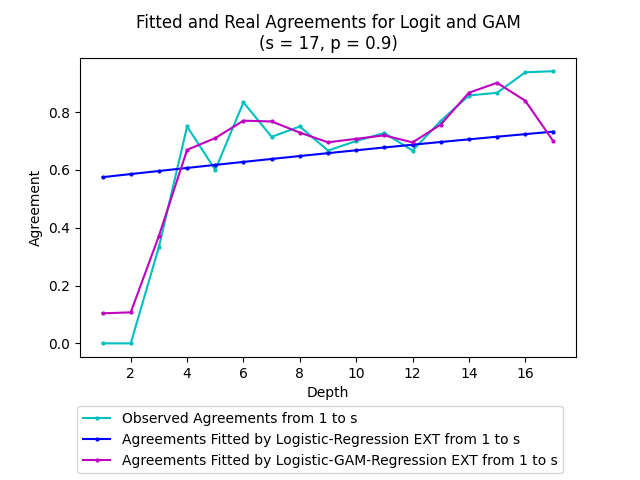 Fitted and Real Agreements for Logit and GAM
(s = 17, p = 0.9)
Agreement
0.8
0.6
0.4
0.2
0.0
2 4 6 8 10 12 14 16
Depth
Observed Agreements from 1 to s
Agreements Fitted by Logistic-Regression EXT from 1 to s
Agreements Fitted by Logistic-GAM-Regression EXT from 1 to s